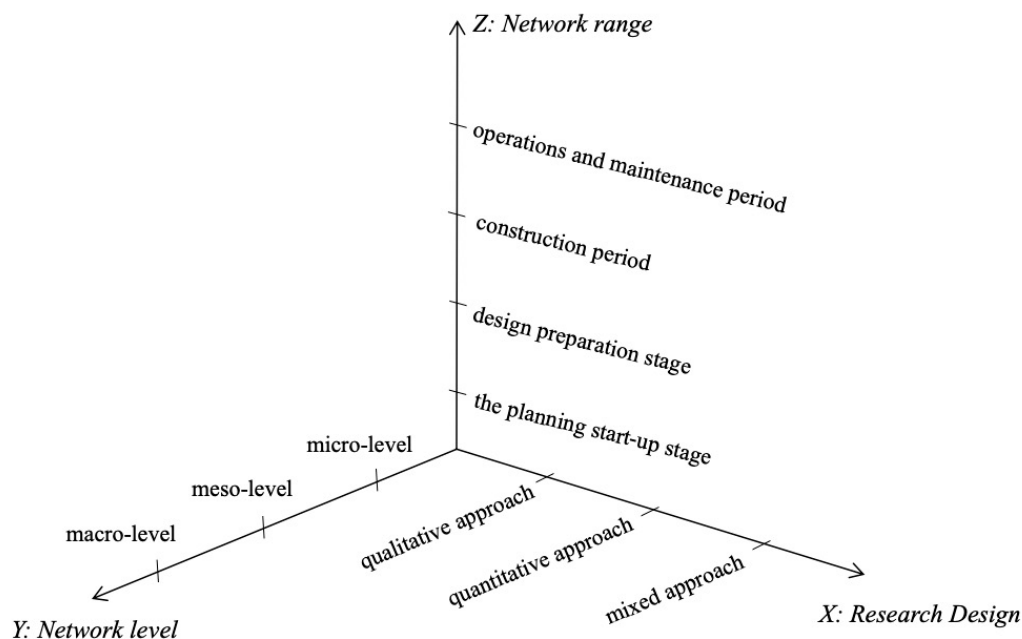 Z: Network range
operations and maintenance period
construction period
design preparation stage
the planning start-up stage
micro-level
meso-level
macro-level
qualitative approach
quantitative approach
mixed approach
Y: Network level
X: Research Design